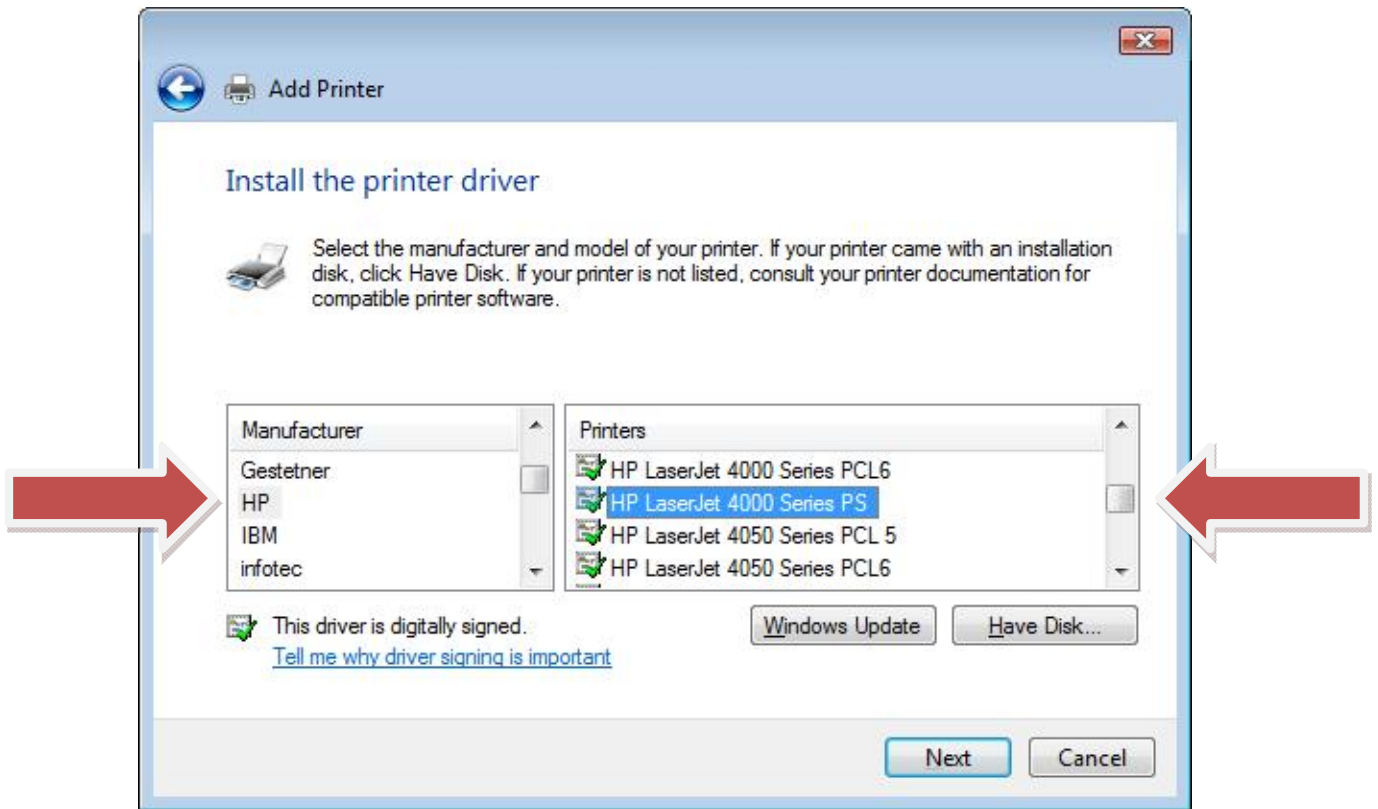 Add Printer
Install the printer driver
Select the manufacturer and model of your printer. If your printer came with an installation
disk, click Have Disk. If your printer is not listed, consult your printer documentation for
compatible printer software.
Manufacturer
Gestetner
HP
IBM
infotec
Printers
HP LaserJet 4000 Series PCL6
HP LaserJet 4000 Series PS
HP LaserJet 4050 Series PCL 5
HP LaserJet 4050 Series PCL6
This driver is digitally signed.
Tell me why driver signing is important
Windows Update
Have Disk...
Next
Cancel